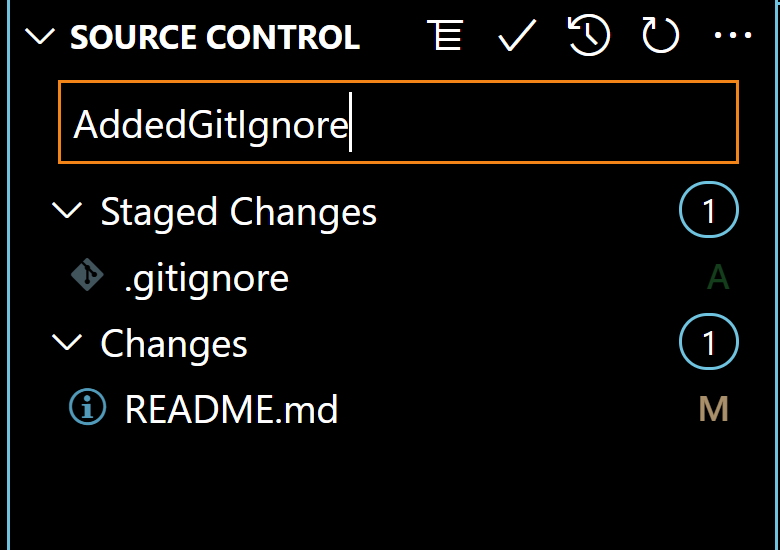 SOURCE CONTROL
AddedGitIgnore
Staged Changes 1
.gitignore A
Changes 1
README.md M